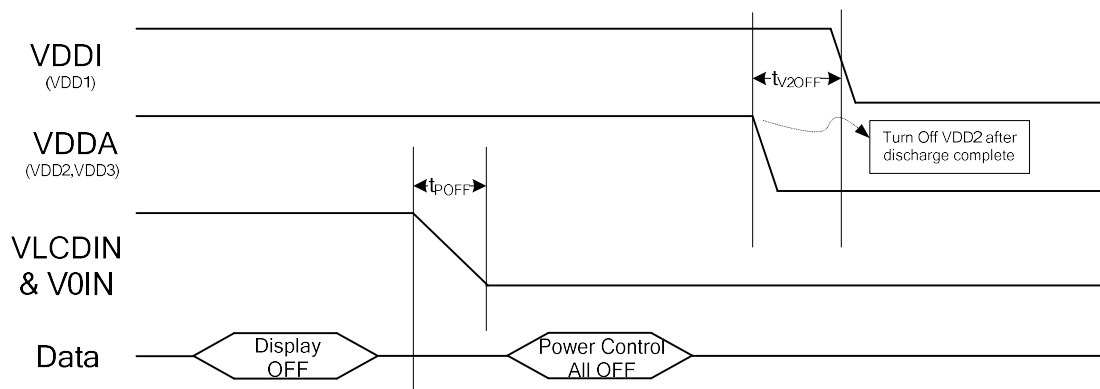 VDDI
(VDD1)
tV2OFF
VDDA
(VDD2,VDD3)
Turn Off VDD2 after
discharge complete
tPOFF
VLCDIN
& V0IN
Data
Display
OFF
Power Control
All OFF